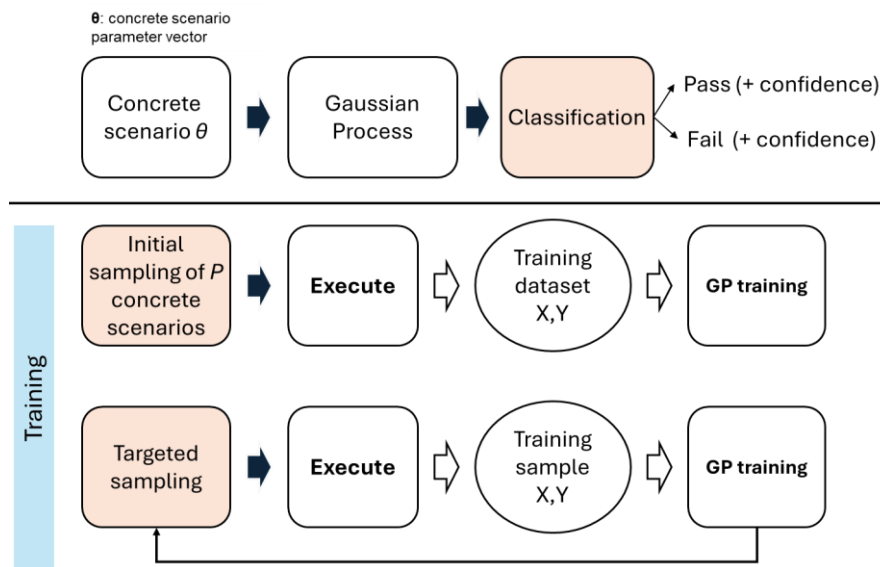 θ: concrete scenario
parameter vector
Concrete
scenario θ
Gaussian
Process
Classification
Pass (+ confidence)
Fail (+ confidence)
Training
Initial
sampling of P
concrete
scenarios
Execute
Training
dataset
X,Y
GP training
Targeted
sampling
Execute
Training
sample
X,Y
GP training